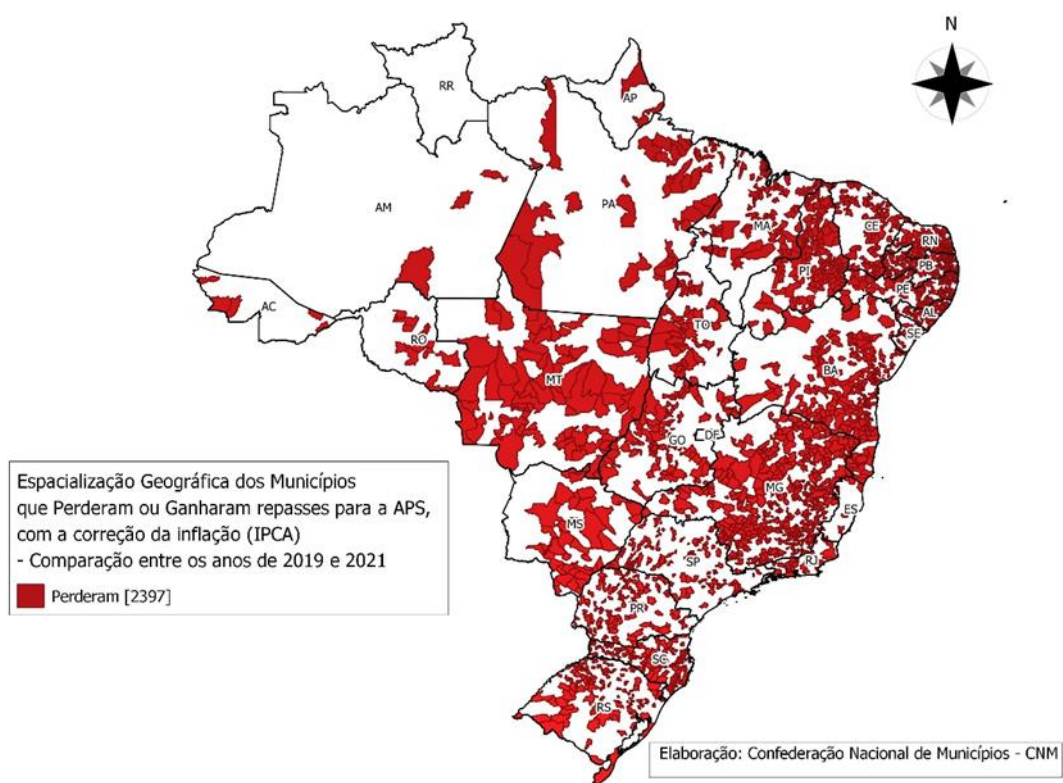 N
RR
AP
AM
PA
MA
CE
RN
PB
PI
PE
AL
SE
AC
TO
RO
BA
MT
GO
DF
MG
ES
MS
SP
RJ
PR
SC
RS
Espacialização Geográfica dos Municípios
que Perderam ou Ganharam repasses para a APS,
com a correção da inflação (IPCA)
- Comparação entre os anos de 2019 e 2021
Perderam [2397]
Elaboração: Confederação Nacional de Municípios - CNM